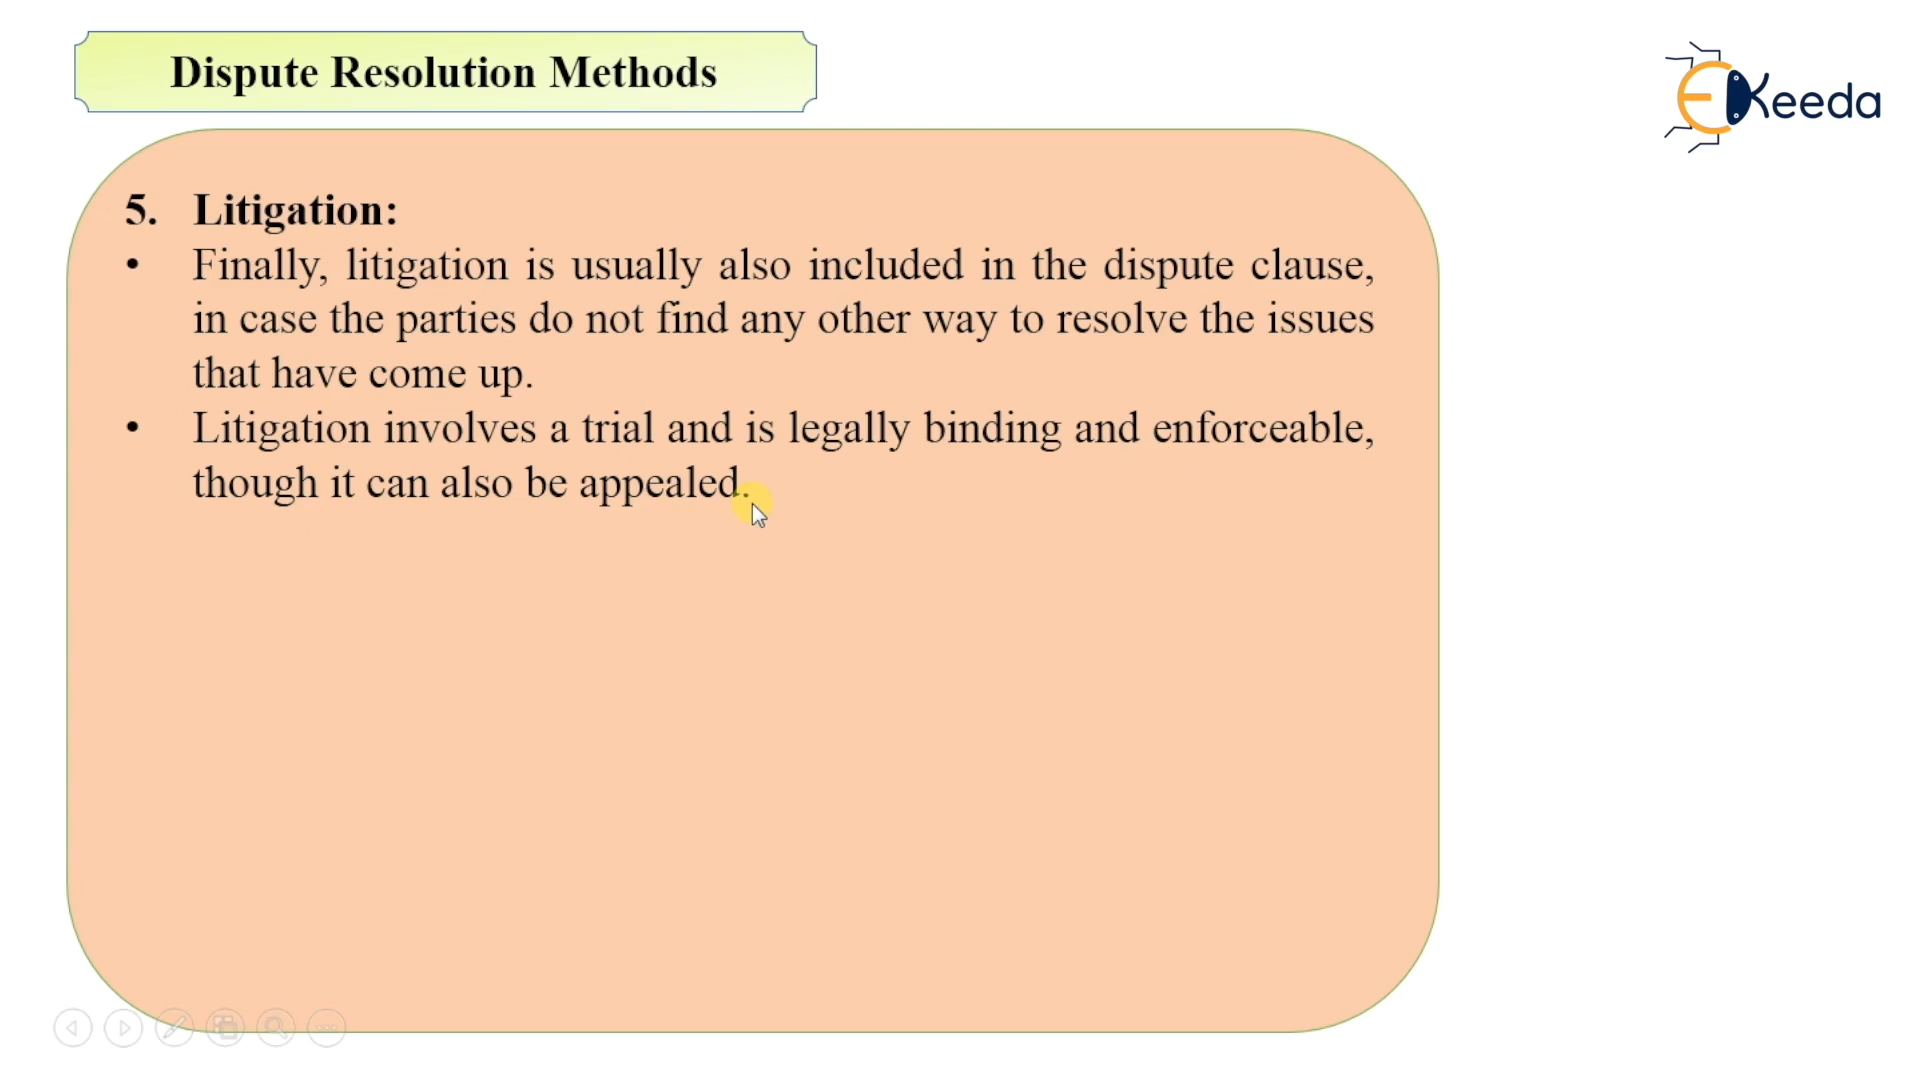 Dispute Resolution Methods
EKeeda
5. Litigation:
• Finally, litigation is usually also included in the dispute clause,
in case the parties do not find any other way to resolve the issues
that have come up.
• Litigation involves a trial and is legally binding and enforceable,
though it can also be appealed.